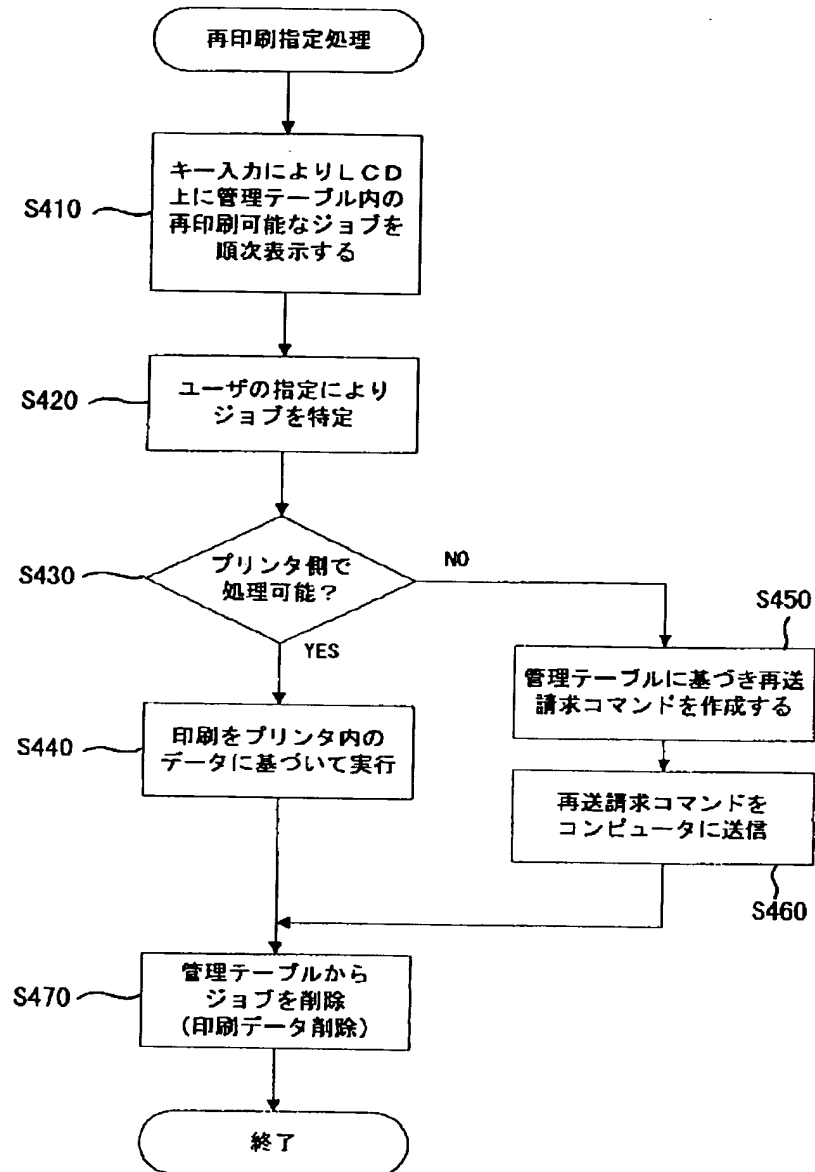 再印刷指定処理
S410
キー入力によりＬＣＤ
上に管理テーブル内の
再印刷可能なジョブを
順次表示する
S420
ユーザの指定により
ジョブを特定
S430
プリンタ側で
処理可能？
NO
YES
S440
印刷をプリンタ内の
データに基づいて実行
S450
管理テーブルに基づき再送
請求コマンドを作成する
再送請求コマンドを
コンピュータに送信
S460
S470
管理テーブルから
ジョブを削除
(印刷データ削除)
終了